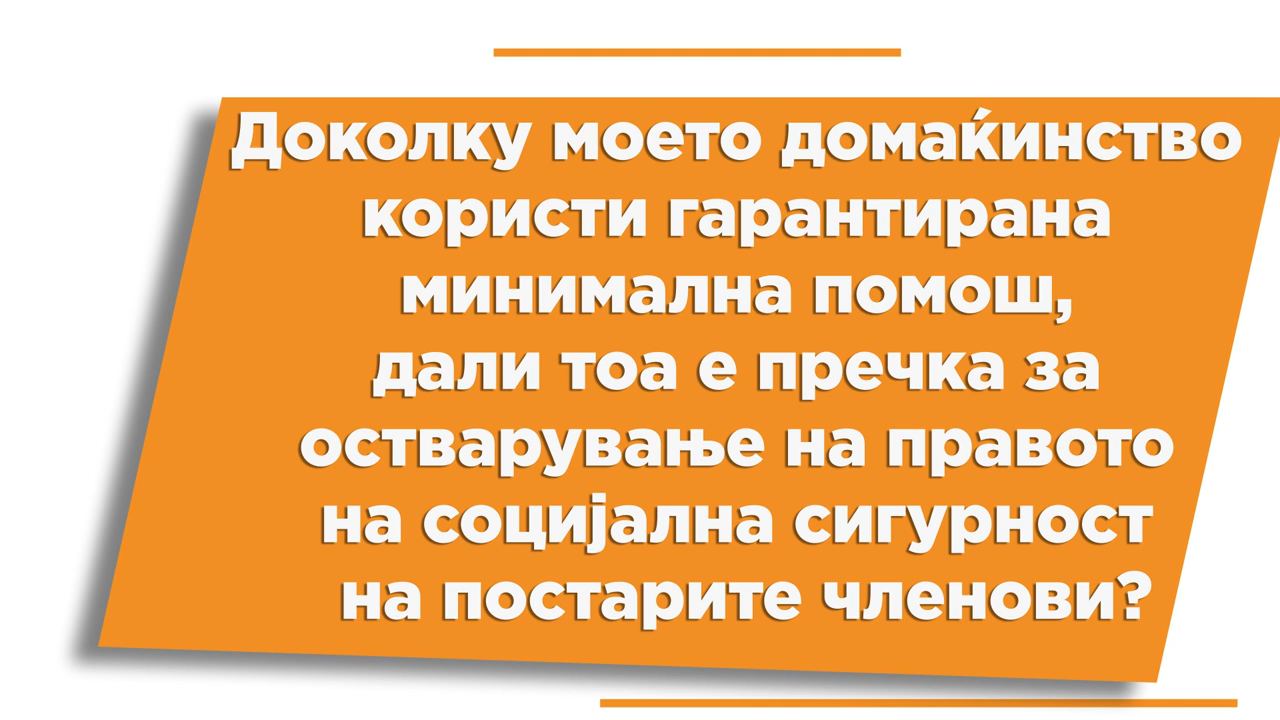 Доколку моето домаќинство
користи гарантирана
минимална помош,
дали тоа е пречка за
остварување на правото
на социјална сигурност
на постарите членови?